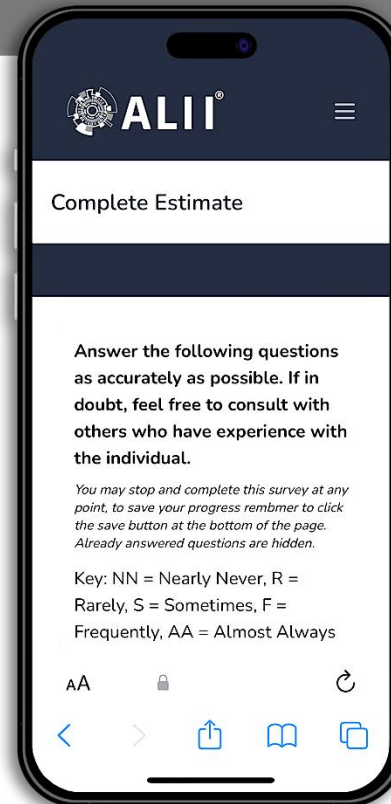 ALII®
Complete Estimate
Answer the following questions
as accurately as possible. If in
doubt, feel free to consult with
others who have experience with
the individual.
You may stop and complete this survey at any
point, to save your progress rembmer to click
the save button at the bottom of the page.
Already answered questions are hidden.
Key: NN = Nearly Never, R =
Rarely, S = Sometimes, F =
Frequently, AA = Almost Always
AA